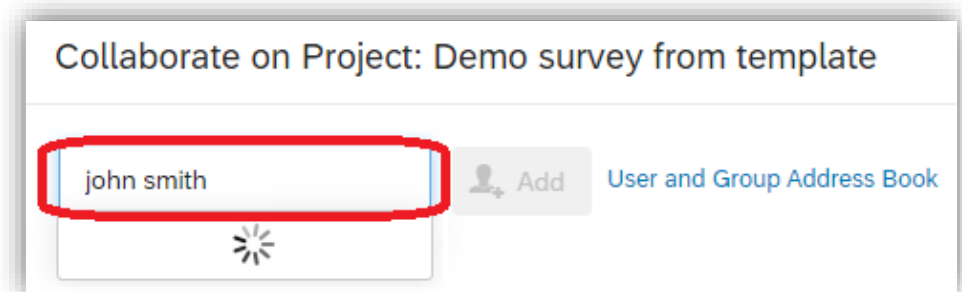 Collaborate on Project: Demo survey from template
john smith Add User and Group Address Book